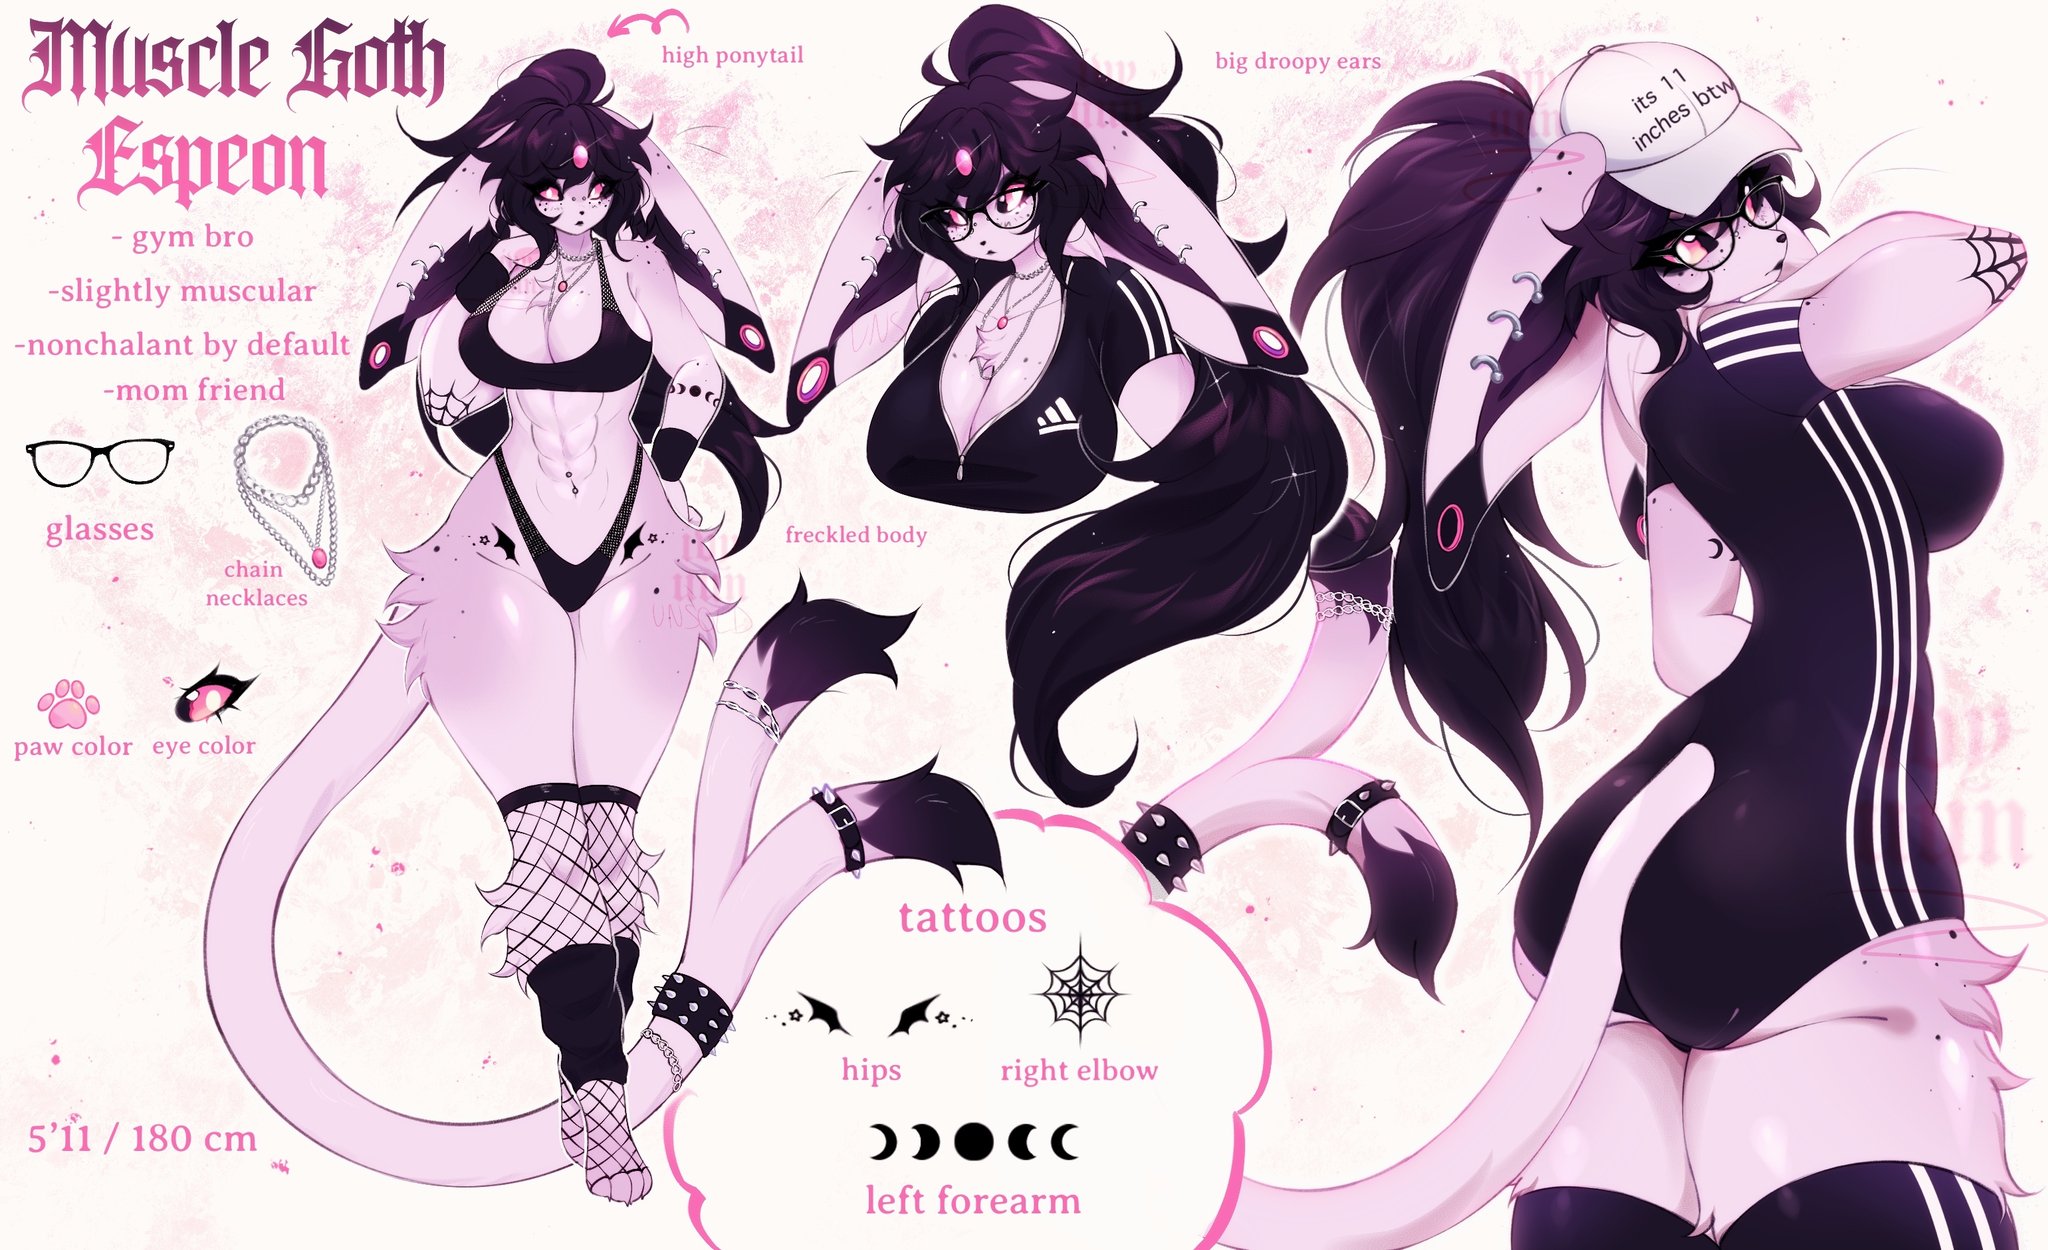 Muscle Goth
Espeon
- gym bro
-slightly muscular
-nonchalant by default
-mom friend
glasses
chain
necklaces
paw color
eye color
5'11 / 180 cm
high ponytail
big droopy ears
its 11
inches btw
freckled body
tattoos
hips
right elbow
left forearm